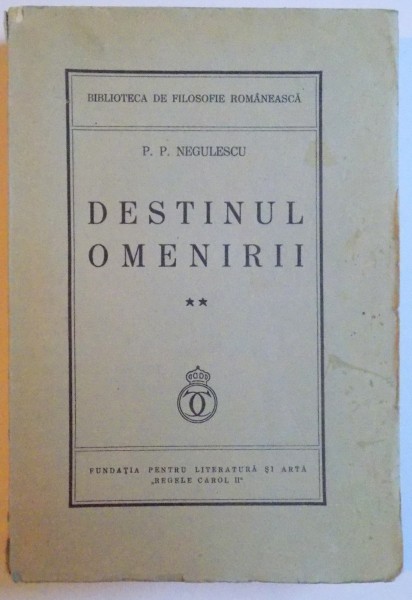 BIBLIOTECA DE FILOSOFIE ROMÂNEASCĂ
P. P. NEGULESCU
DESTINUL
OMENIRII
★★
FUNDAȚIA PENTRU LITERATURĂ ȘI ARTĂ
„REGELE CAROL II"